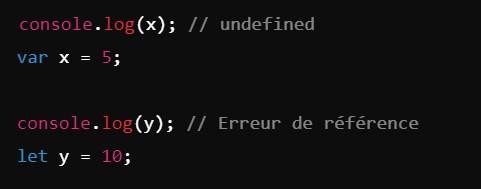 console.log(x); // undefined
var x = 5;
console.log(y); // Erreur de référence
let y = 10;